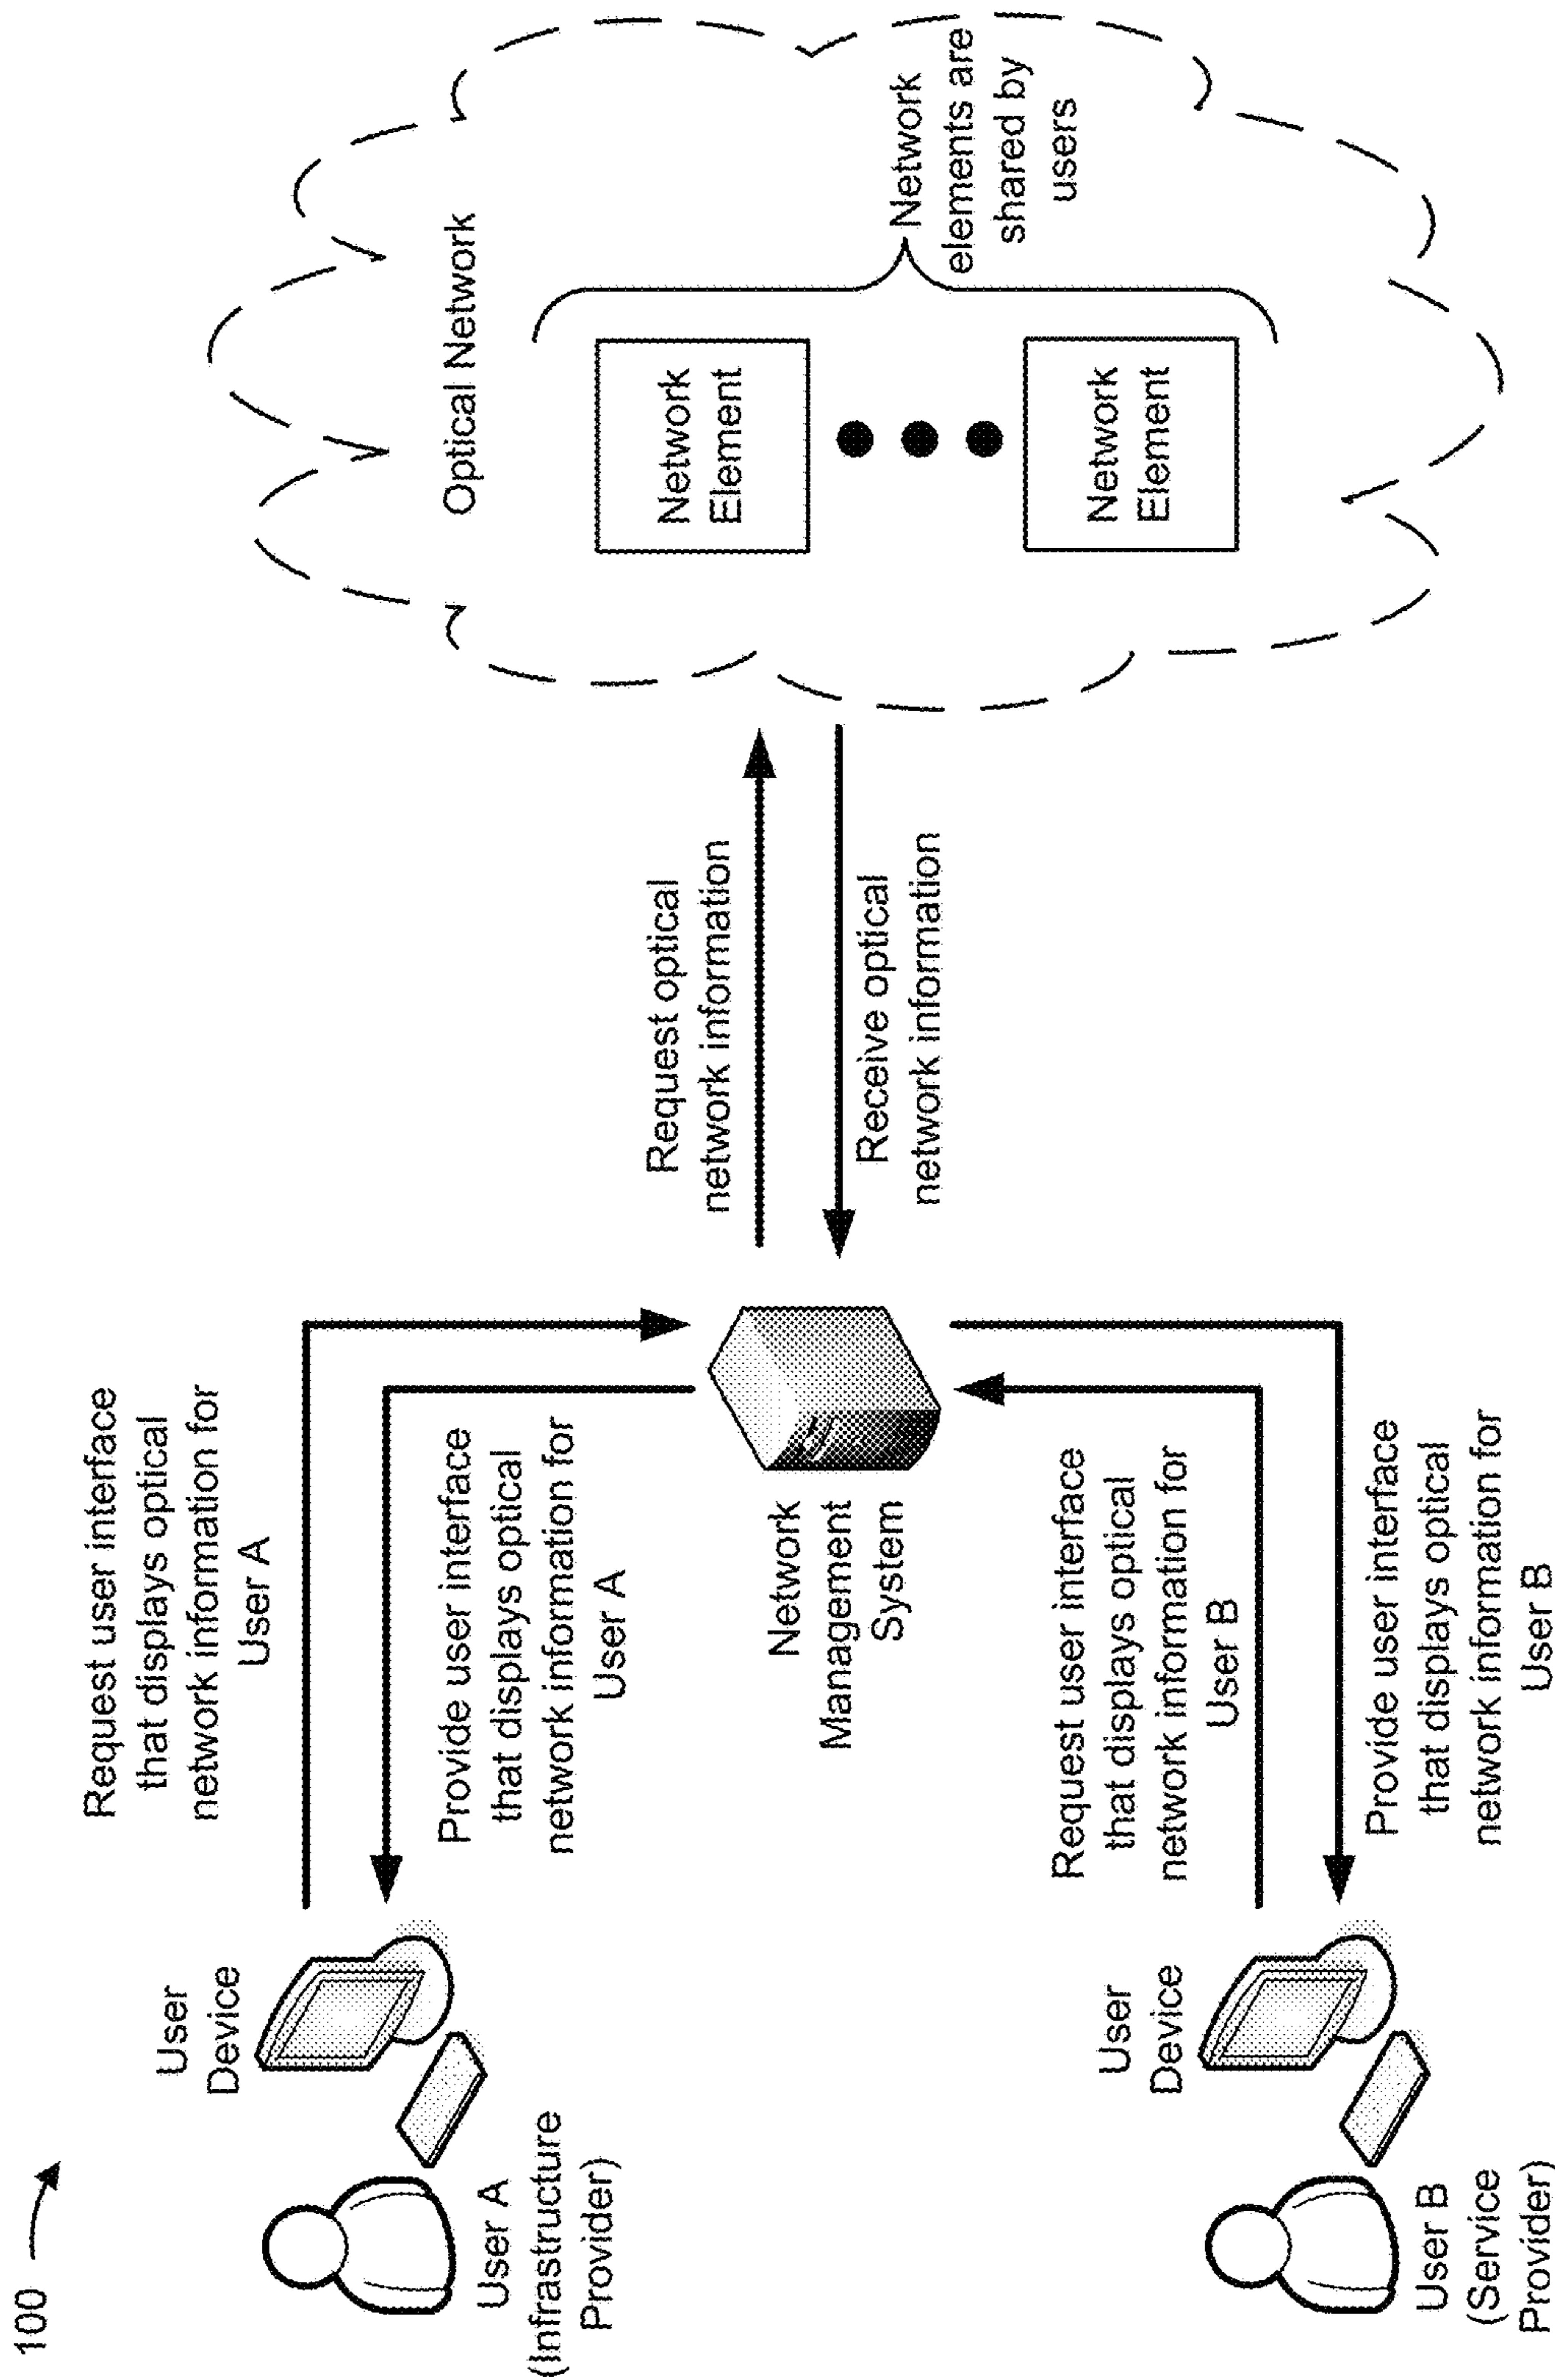 100
User A
(Infrastructure
Provider)
User
Device
Request user interface
that displays optical
network information for
User A
Provide user interface
that displays optical
network information for
User A
Network
Management
System
Request optical
network information
Receive optical
network information
Optical Network
Network
Element
Network
Element
Network
elements are
shared by
users
User B
(Service
Provider)
User
Device
Request user interface
that displays optical
network information for
User B
Provide user interface
that displays optical
network information for
User B